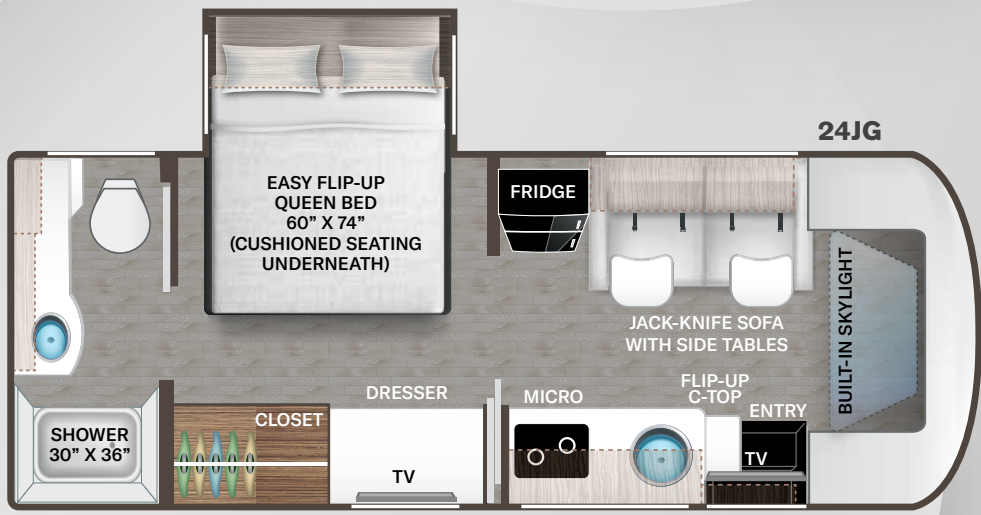 24JG
EASY FLIP-UP
QUEEN BED
60” X 74”
(CUSHIONED SEATING
UNDERNEATH)
FRIDGE
BUILT-IN SKYLIGHT
JACK-KNIFE SOFA
WITH SIDE TABLES
FLIP-UP
C-TOP
DRESSER
MICRO
ENTRY
CLOSET
SHOWER
30” X 36”
TV
TV